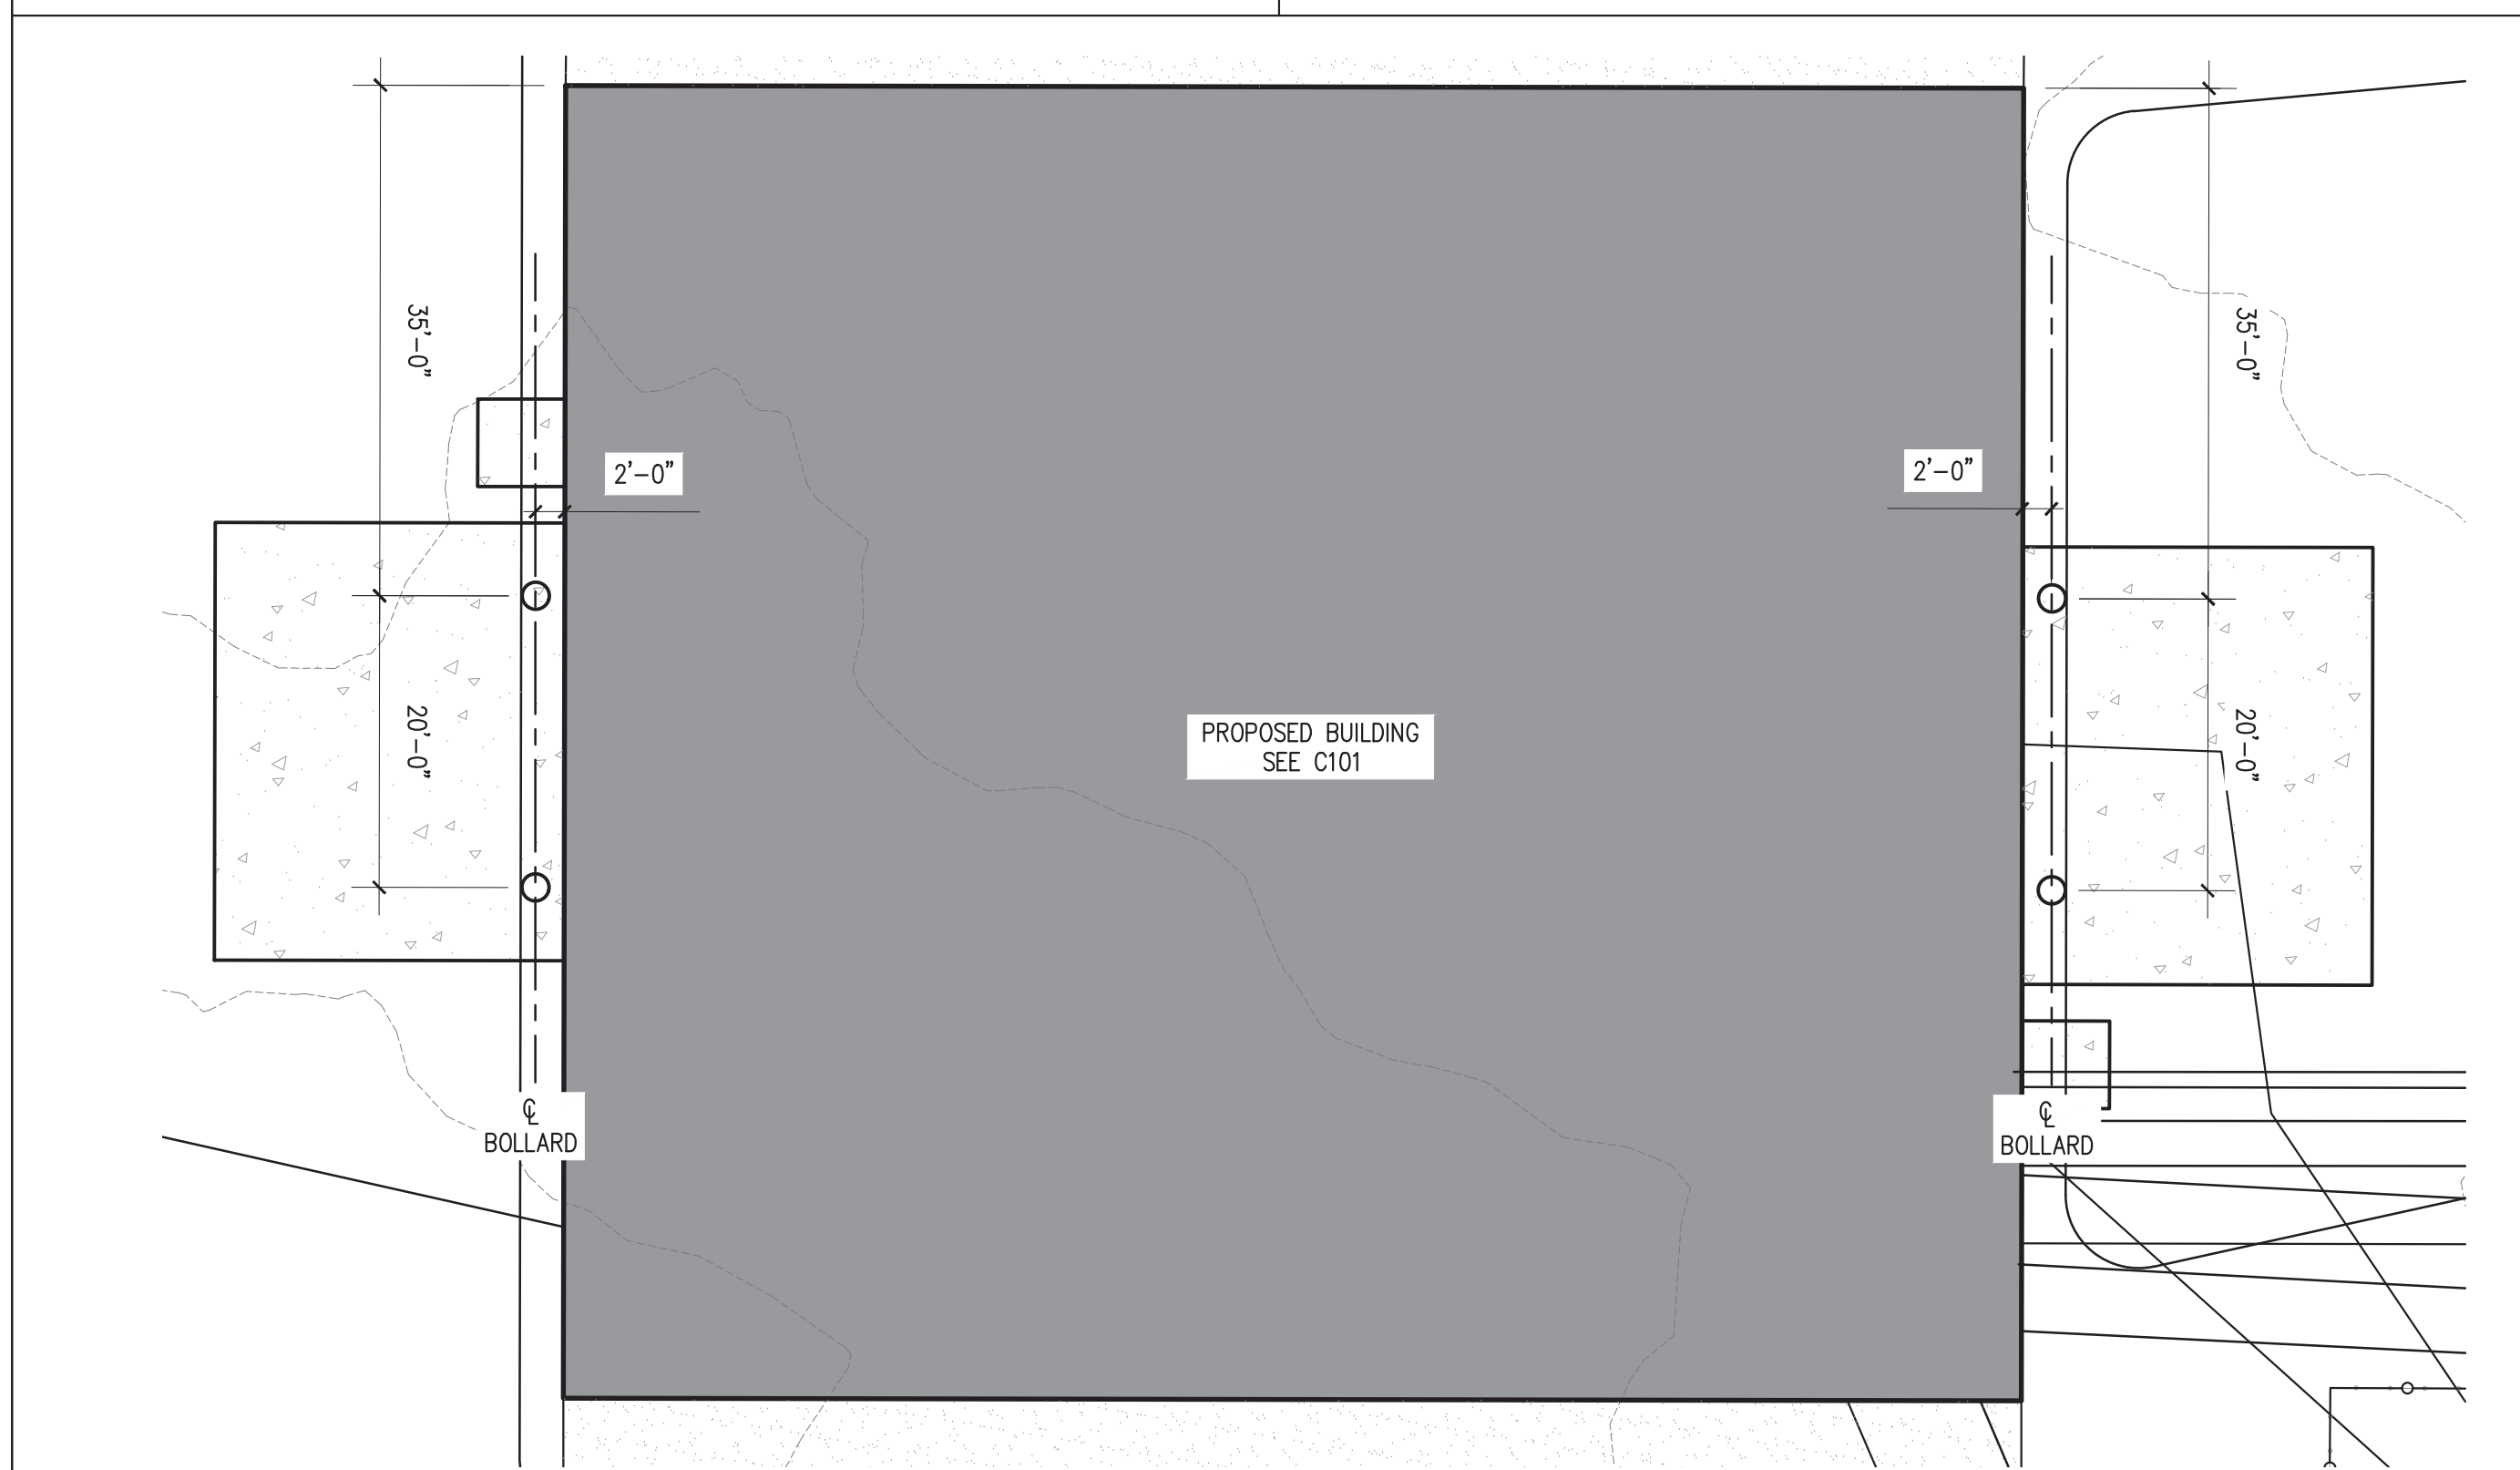 35'-0"
35'-0"
2'-0"
2'-0"
20'-0"
PROPOSED BUILDING
SEE C101
20'-0"
℄
BOLLARD
℄
BOLLARD